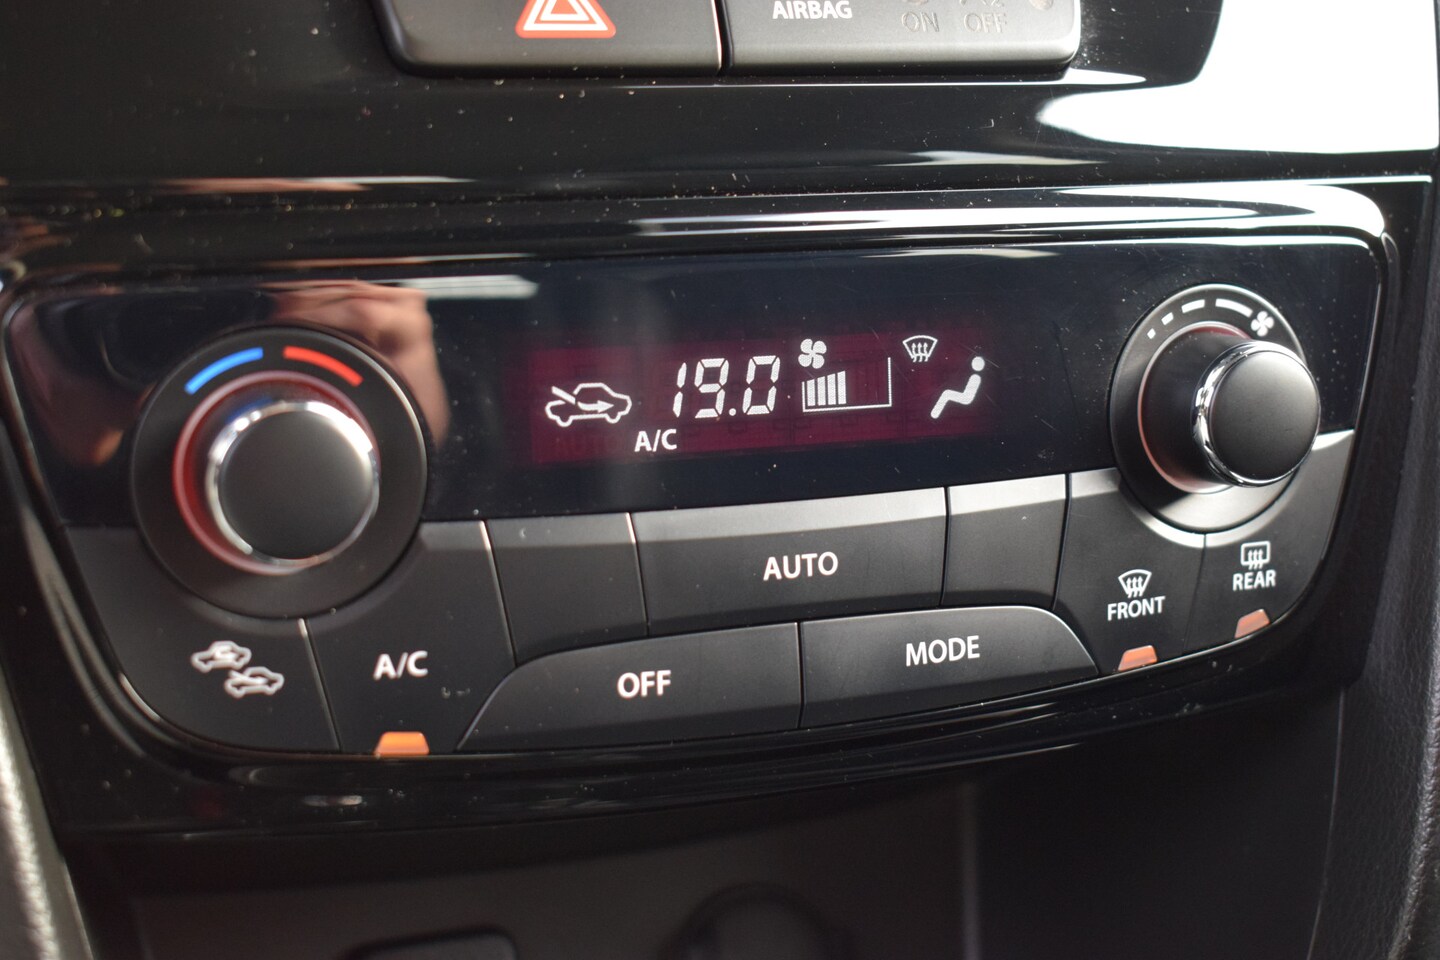 AIRBAG
ON OFF
19.0
A/C
AUTO
A/C
OFF
MODE
FRONT
REAR